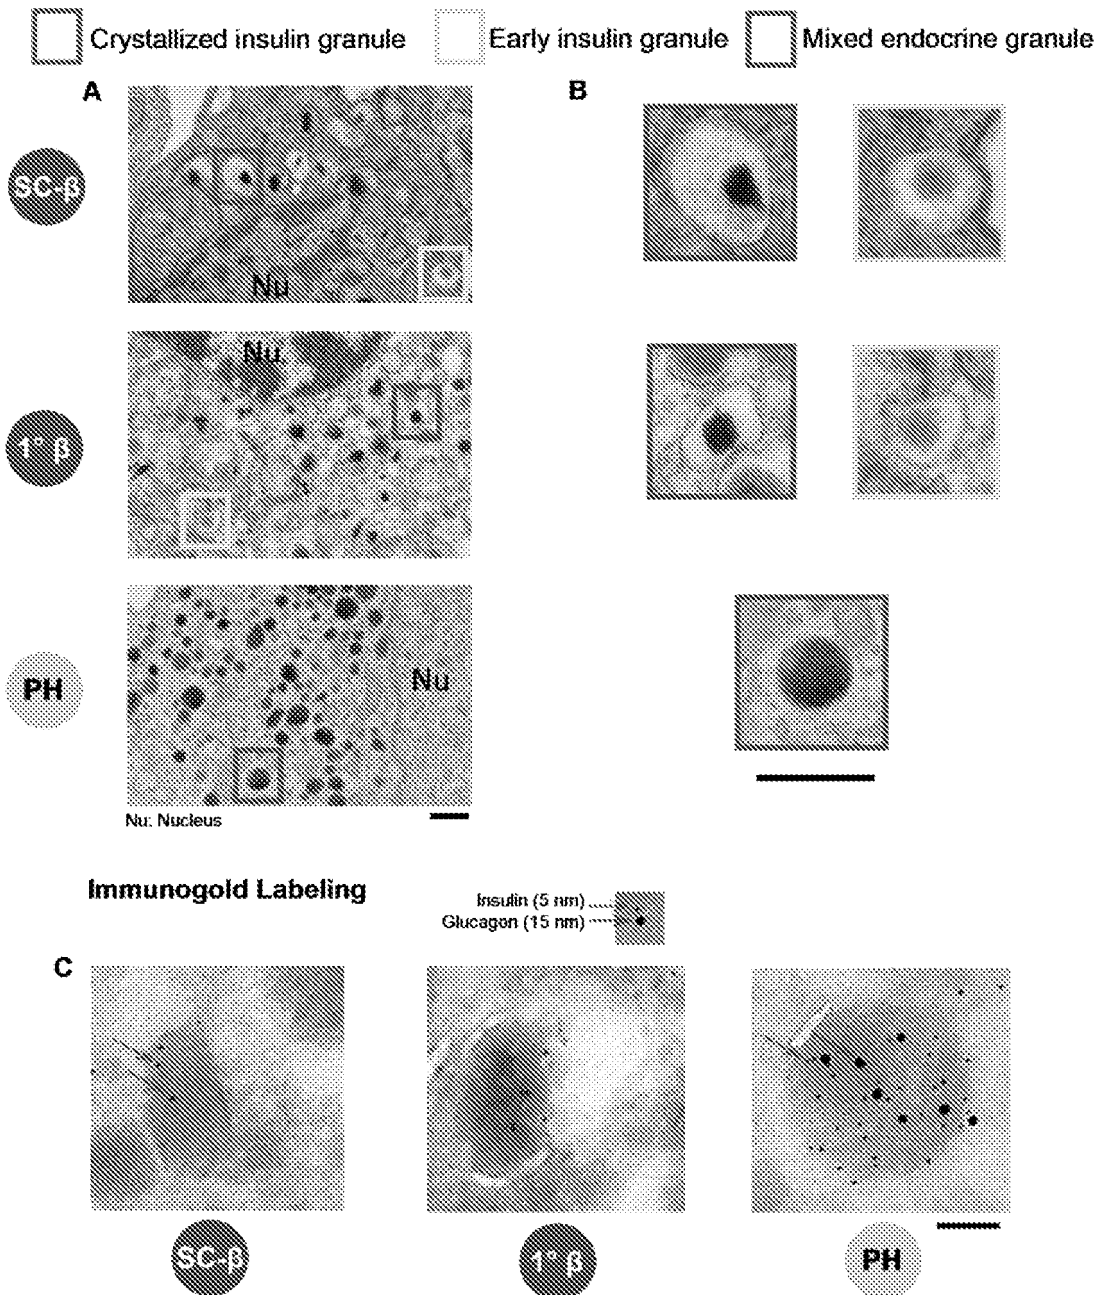 Crystallized insulin granule
Early insulin granule
Mixed endocrine granule
A
B
SC-β
Nu
1° β
Nu
PH
Nu
Nu: Nucleus
Immunogold Labeling
Insulin (5 nm)
Glucagon (15 nm)
C
SC-β
1° β
PH